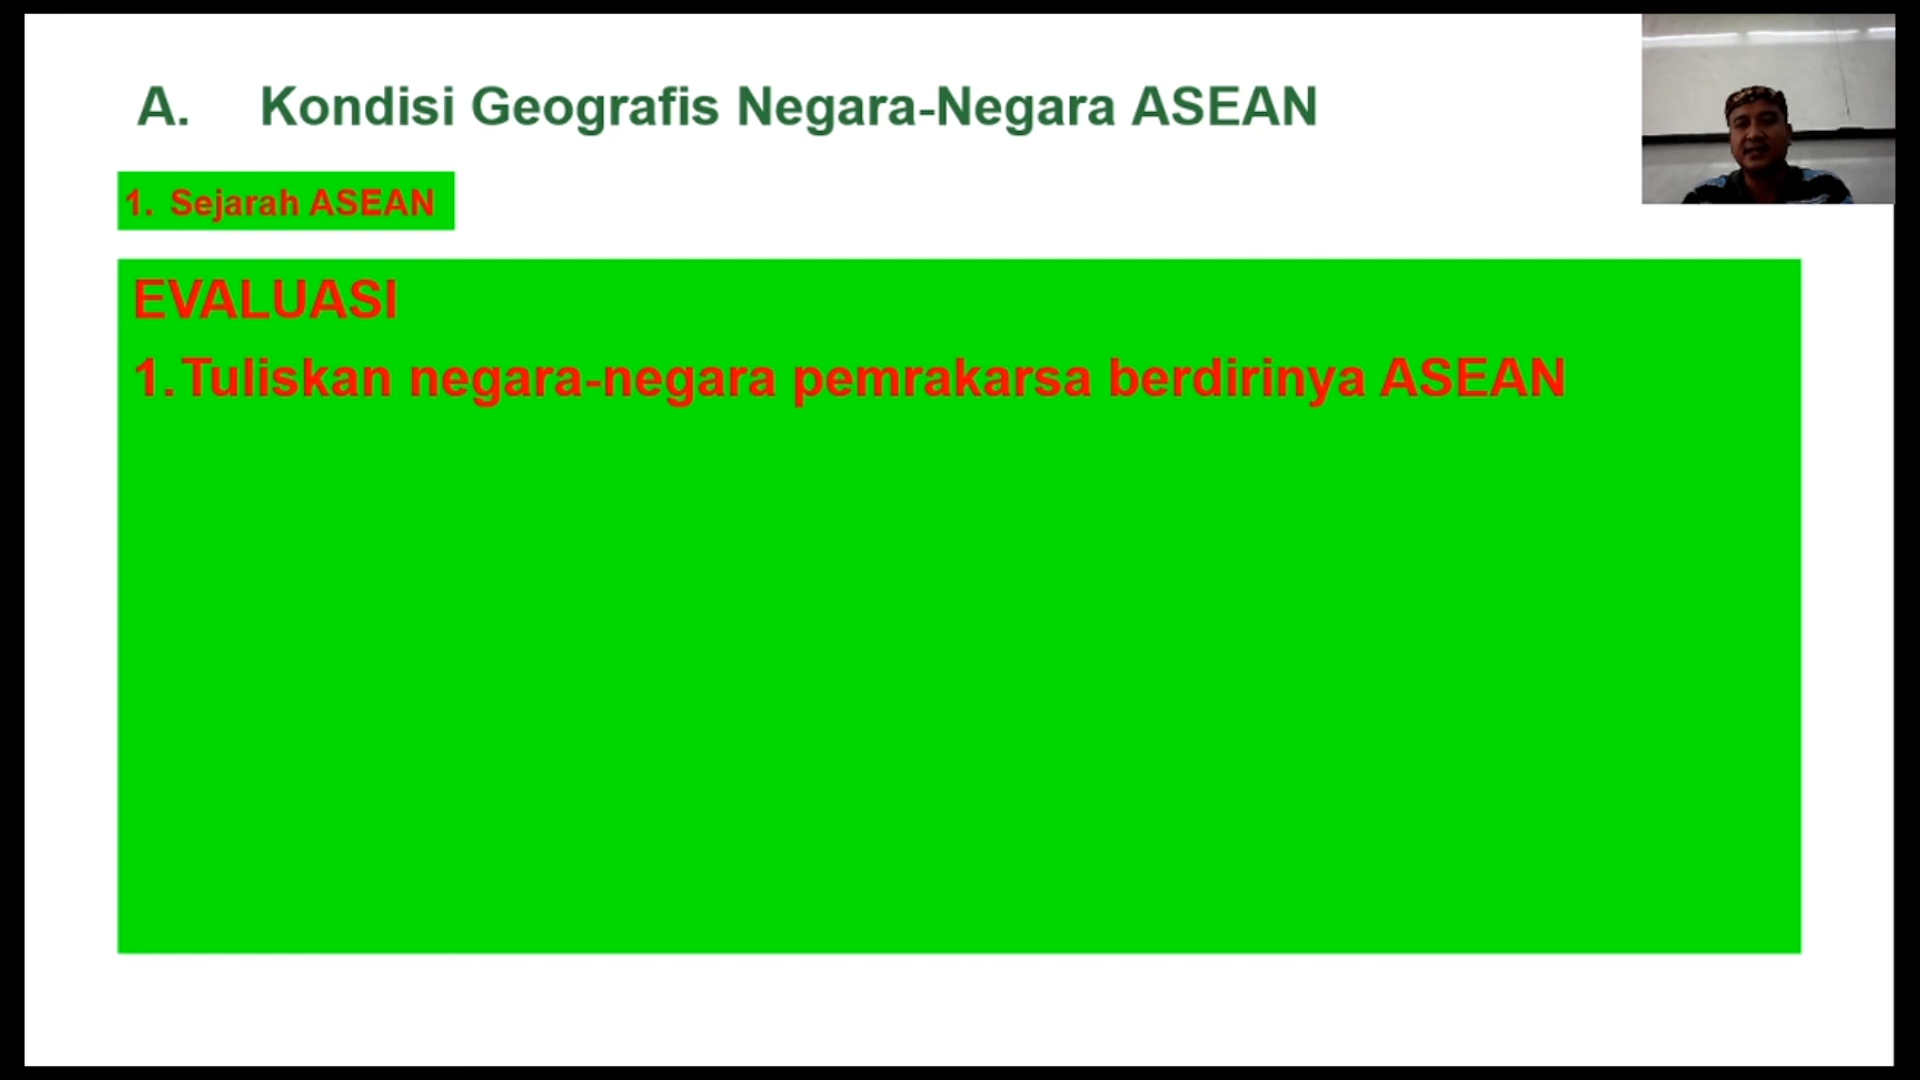 A. Kondisi Geografis Negara-Negara ASEAN
1. Sejarah ASEAN
EVALUASI
1. Tuliskan negara-negara pemrakarsa berdirinya ASEAN